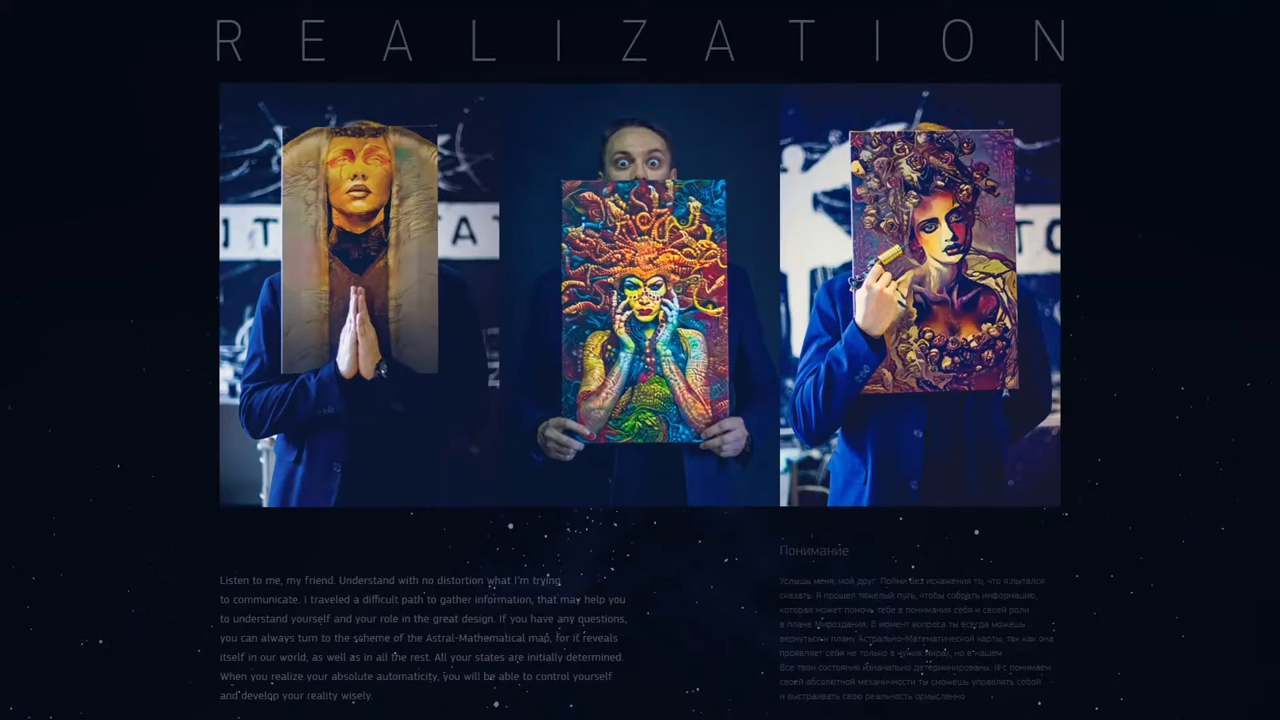 REALIZATION
Listen to me, my friend. Understand with no distortion what I'm trying
to communicate. I traveled a difficult path to gather information, that may help you
to understand yourself and your role in the great design. If you have any questions,
you can always turn to the scheme of the Astral-Mathematical map, for it reveals
itself in our world, as well as in all the rest. All your states are initially determined.
When you realize your absolute automaticity, you will be able to control yourself
and develop your reality wisely.
Понимание
Услышь меня, мой друг. Пойми без искажения то, что я пытался
сказать. Я прошел тяжелый путь, чтобы собрать информацию,
которая может помочь тебе в понимания себя и своей роли
в плане Мироздания. В момент вопроса ты всегда можешь
вернуться к плану Астрально-Математической карты, так как она
проявляет себя не только в чужих мирах, но в нашем.
Все твои состояния изначально детерминированы. И с понимаем
своей абсолютной механичности ты сможешь управлять собой
и выстраивать свою реальность осмысленно